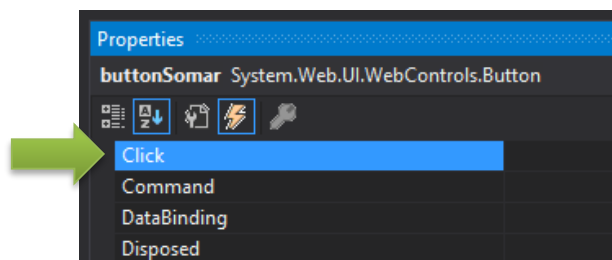 Properties
buttonSomar System.Web.UI.WebControls.Button
Click
Command
DataBinding
Disposed